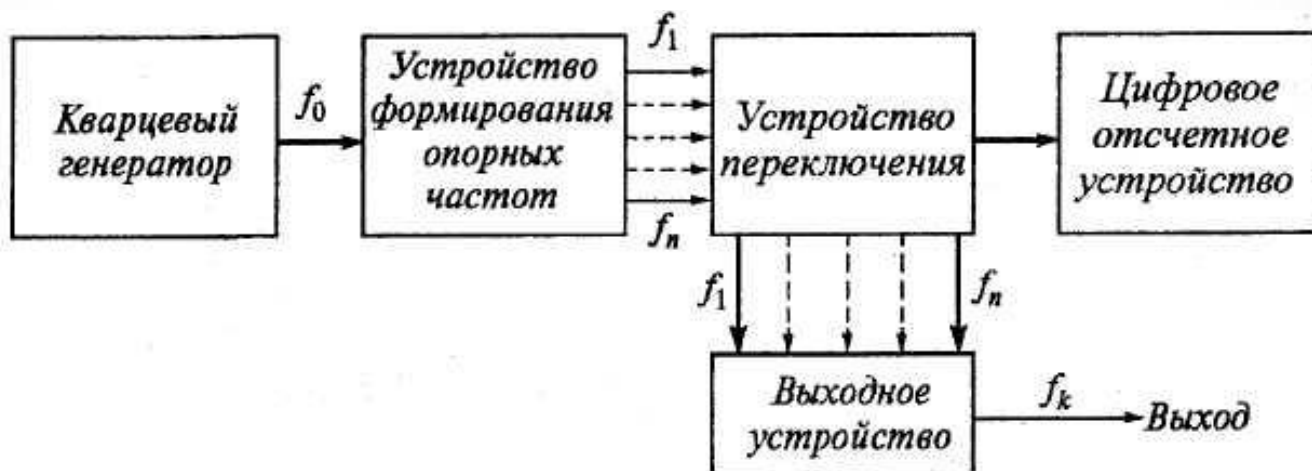 Кварцевый
генератор
f₀
Устройство
формирования
опорных
частот
f₁
fₙ
Устройство
переключения
Цифровое
отсчетное
устройство
f₁
fₙ
Выходное
устройство
fₖ
Выход